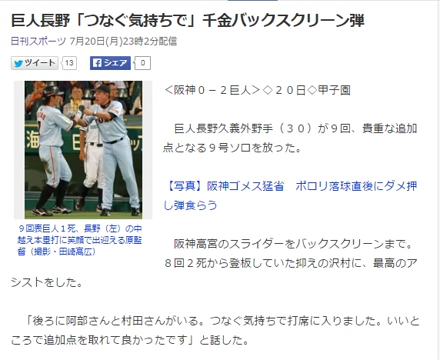 巨人長野「つなぐ気持ちで」千金バックスクリーン弾
日刊スポーツ 7月20日(月)23時2分配信
ツイート 13 シェア 0
＜阪神０－２巨人＞◇２０日◇甲子園
巨人長野久義外野手（３０）が９回、貴重な追加
点となる９号ソロを放った。
【写真】阪神ゴメス猛省　ポロリ落球直後にダメ押
し弾食らう
９回表巨人１死、長野（左）の中
越え本塁打に笑顔で出迎える原監
督（撮影・田崎高広）
阪神高宮のスライダーをバックスクリーンまで。
８回２死から登板していた抑えの沢村に、最高のア
シストをした。
「後ろに阿部さんと村田さんがいる。つなぐ気持ちで打席に入りました。いいと
ころで追加点を取れて良かったです」と話した。